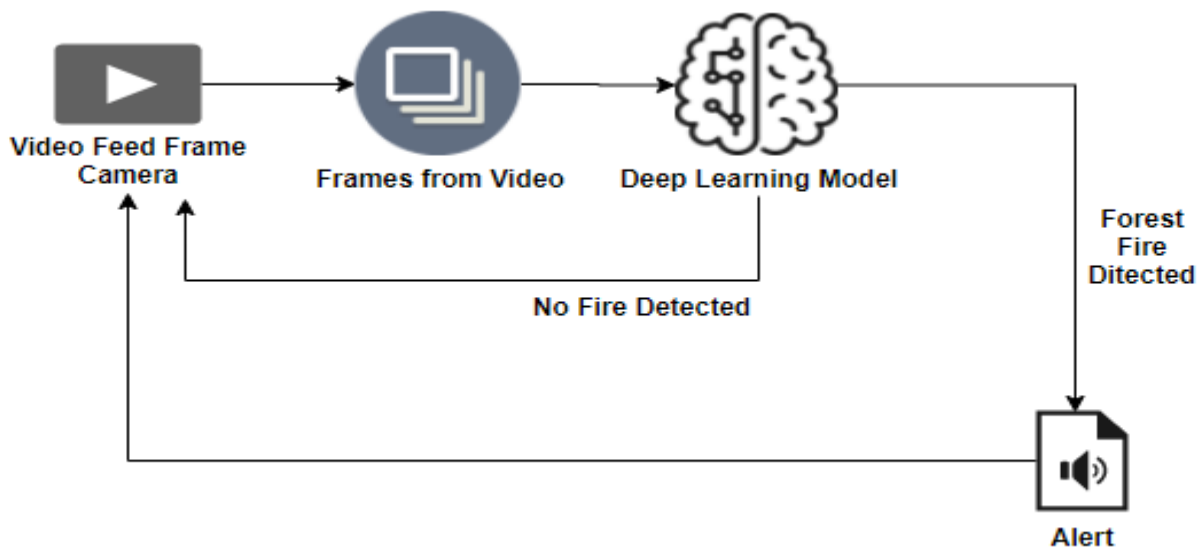 Video Feed Frame
Camera
Frames from Video
Deep Learning Model
Forest
Fire
Ditected
No Fire Detected
Alert